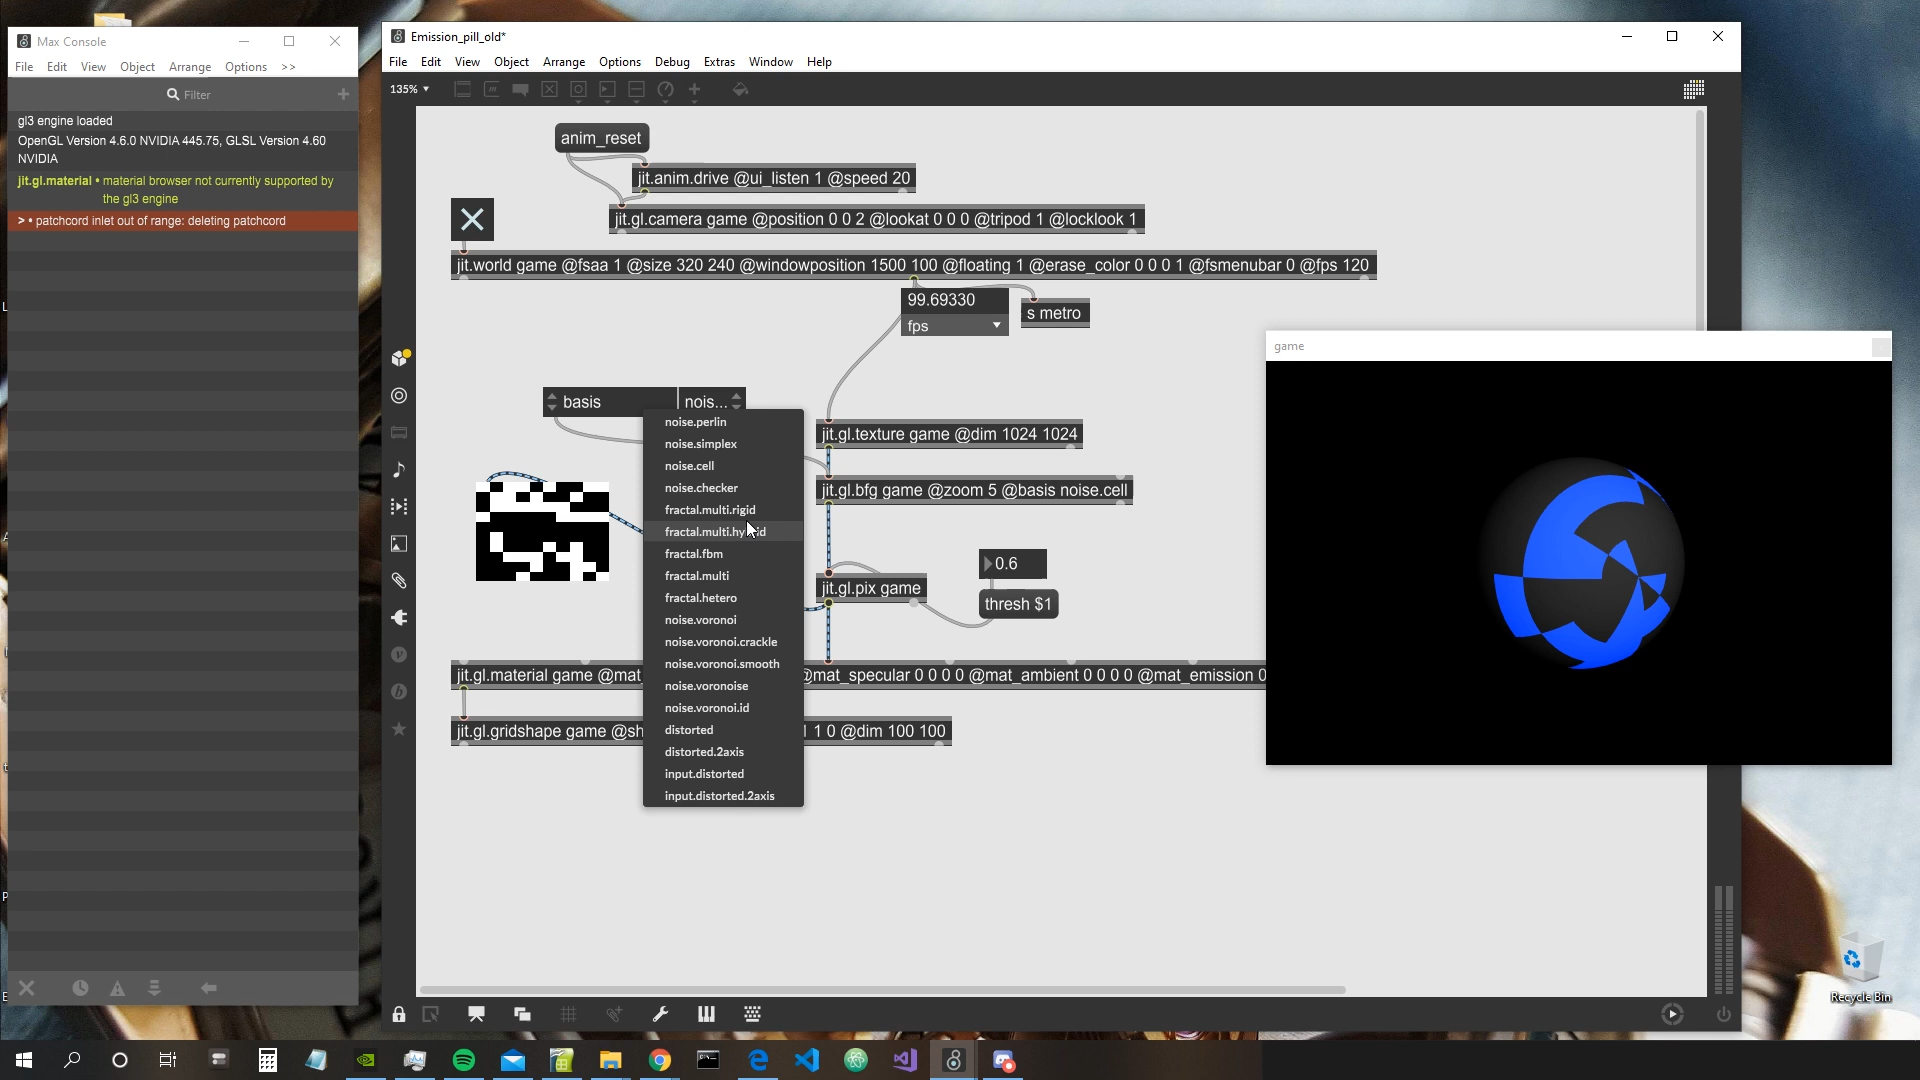 Max Console
File Edit View Object Arrange Options >>
Filter
gl3 engine loaded
OpenGL Version 4.6.0 NVIDIA 445.75, GLSL Version 4.60
NVIDIA
jit.gl.material • material browser not currently supported by
the gl3 engine
> • patchcord inlet out of range: deleting patchcord
Emission_pill_old*
File Edit View Object Arrange Options Debug Extras Window Help
135%
anim_reset
jit.anim.drive @ui_listen 1 @speed 20
jit.gl.camera game @position 0 0 2 @lookat 0 0 0 @tripod 1 @locklook 1
jit.world game @fsaa 1 @size 320 240 @windowposition 1500 100 @floating 1 @erase_color 0 0 0 1 @fsmenubar 0 @fps 120
99.69330
fps
s metro
basis
nois...
noise.perlin
noise.simplex
noise.cell
noise.checker
fractal.multi.rigid
fractal.multi.hy id
fractal.fbm
fractal.multi
fractal.hetero
noise.voronoi
noise.voronoi.crackle
noise.voronoi.smooth
noise.voronoise
noise.voronoi.id
distorted
distorted.2axis
input.distorted
input.distorted.2axis
jit.gl.texture game @dim 1024 1024
jit.gl.bfg game @zoom 5 @basis noise.cell
jit.gl.pix game
0.6
thresh $1
jit.gl.material game @mat
@mat_specular 0 0 0 0 @mat_ambient 0 0 0 0 @mat_emission 0
jit.gl.gridshape game @sh
1 1 0 @dim 100 100
game
Recycle Bin